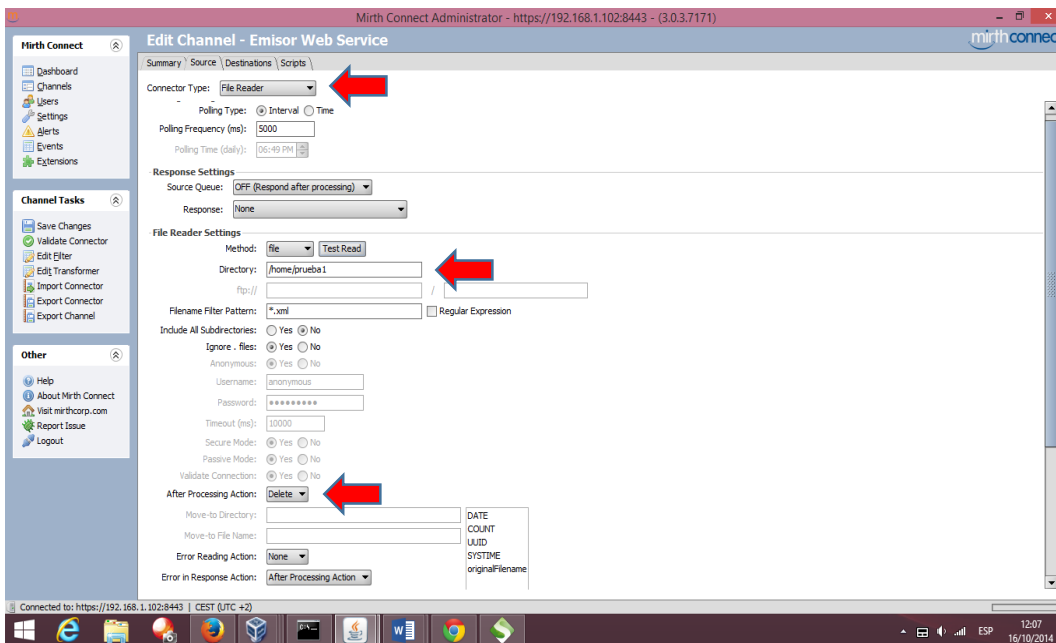 Mirth Connect Administrator - https://192.168.1.102:8443 - (3.0.3.7171)
Mirth Connect
Dashboard
Channels
Users
Settings
Alerts
Events
Extensions
Channel Tasks
Save Changes
Validate Connector
Edit Filter
Edit Transformer
Import Connector
Export Connector
Export Channel
Other
Help
About Mirth Connect
Visit mirthcorp.com
Report Issue
Logout
Edit Channel - Emisor Web Service
mirth connec
Summary Source Destinations Scripts
Connector Type: File Reader
Polling Type: Interval Time
Polling Frequency (ms): 5000
Polling Time (daily): 06:49 PM
Response Settings
Source Queue: OFF (Respond after processing)
Response: None
File Reader Settings
Method: file Test Read
Directory: /home/prueba1
ftp:// /
Filename Filter Pattern: *.xml Regular Expression
Include All Subdirectories: Yes No
Ignore . files: Yes No
Anonymous: Yes No
Username: anonymous
Password: *********
Timeout (ms): 10000
Secure Mode: Yes No
Passive Mode: Yes No
Validate Connection: Yes No
After Processing Action: Delete
Move-to Directory:
Move-to File Name:
Error Reading Action: None
Error in Response Action: After Processing Action
DATE
COUNT
UUID
SYSTIME
originalFilename
Connected to: https://192.168.1.102:8443 | CEST (UTC +2)
ESP
12:07
16/10/2014